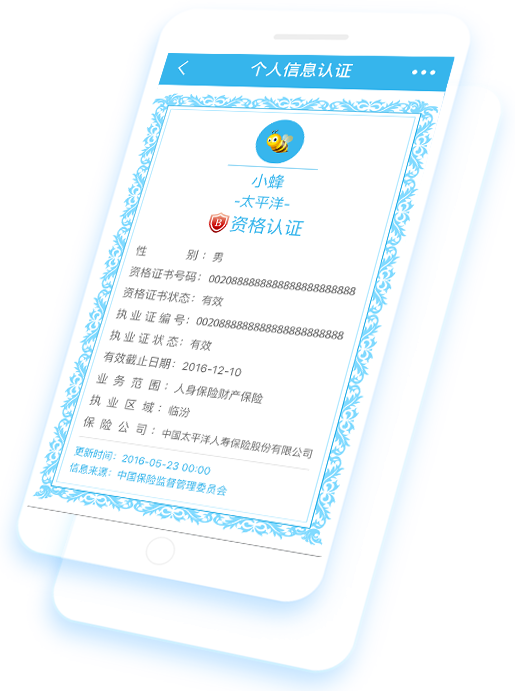 个人信息认证
小蜂
-太平洋-
B 资格认证
性 别：男
资格证书号码：00208888888888888888888888
资格证书状态：有效
执业证编号：00208888888888888888888888
执业证状态：有效
有效截止日期：2016-12-10
业务范围：人身保险财产保险
执业区域：临汾
保险公司：中国太平洋人寿保险股份有限公司
更新时间：2016-05-23 00:00
信息来源：中国保险监督管理委员会